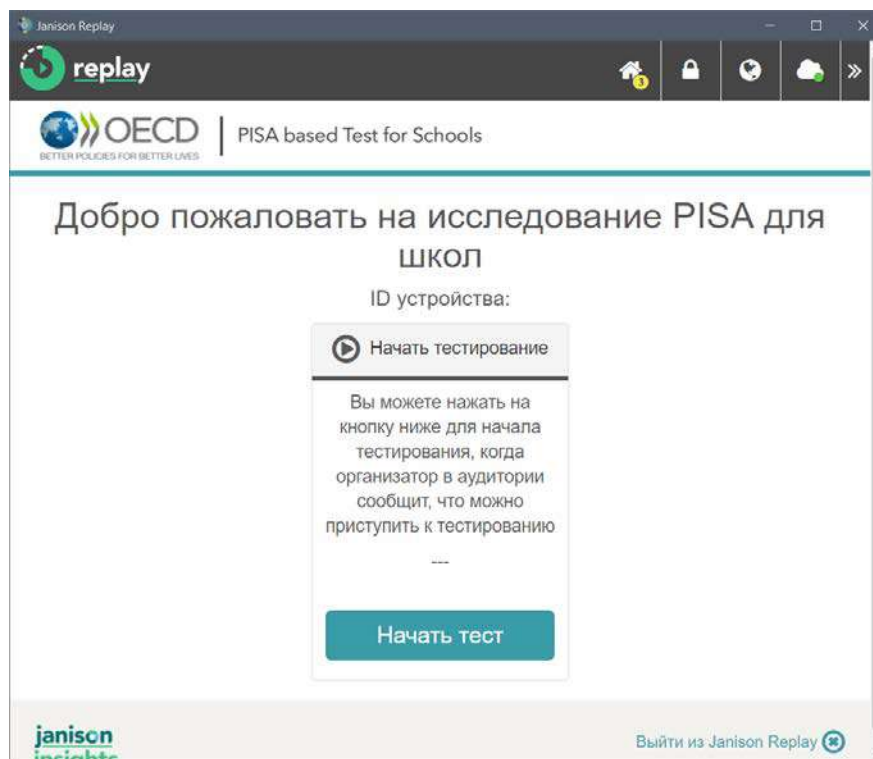 Janison Replay
replay
3
OECD
BETTER POLICIES FOR BETTER LIVES
PISA based Test for Schools
Добро пожаловать на исследование PISA для
школ
ID устройства:
Начать тестирование
Вы можете нажать на
кнопку ниже для начала
тестирования, когда
организатор в аудитории
сообщит, что можно
приступить к тестированию
---
Начать тест
janison
insights
Выйти из Janison Replay